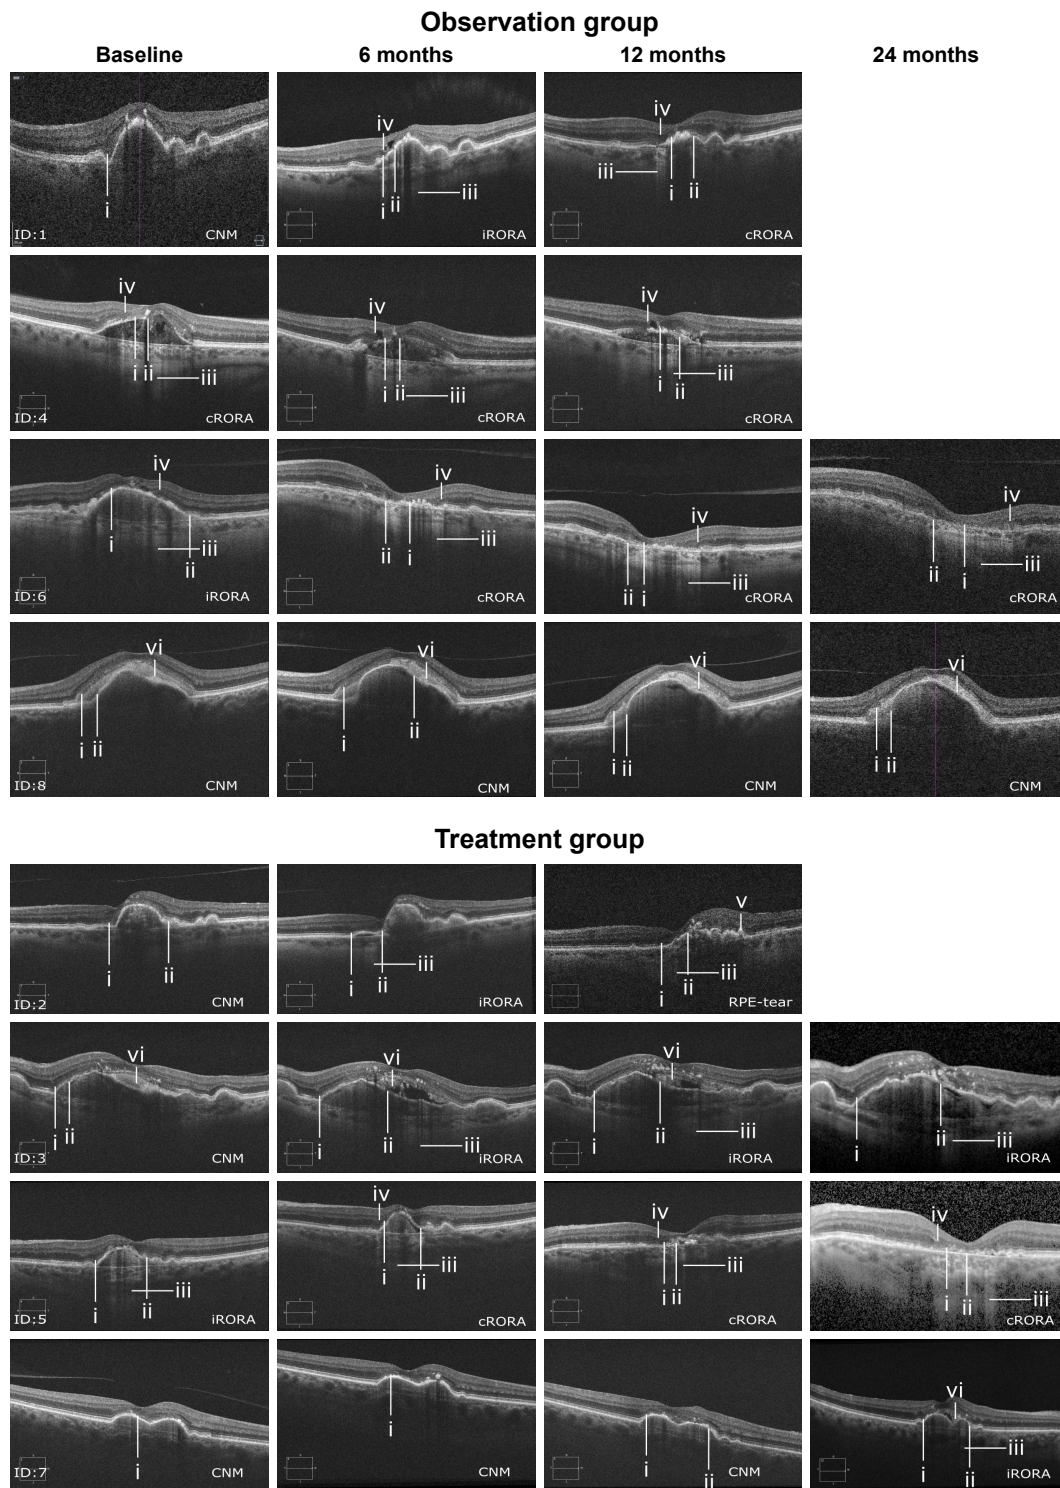 Observation group
Baseline 6 months 12 months 24 months
i ID:1 CNM
iv i ii iii iRORA
iv iii i ii cRORA
iv i ii iii ID:4 cRORA
iv i ii iii cRORA
iv i ii iii cRORA
iv i iii ii ID:6 iRORA
iv ii i iii cRORA
iv ii i iii cRORA
iv ii i iii cRORA
vi i ii ID:8 CNM
vi i ii CNM
vi i ii CNM
vi i ii CNM
Treatment group
i ii ID:2 CNM
i ii iii iRORA
v i ii iii RPE-tear
vi i ii ID:3 CNM
vi i ii iii iRORA
vi i ii iii iRORA
i ii iii iRORA
i ii iii ID:5 iRORA
iv i ii iii cRORA
iv i ii iii cRORA
iv i ii iii cRORA
i ID:7 CNM
i CNM
i ii CNM
vi i ii iii iRORA